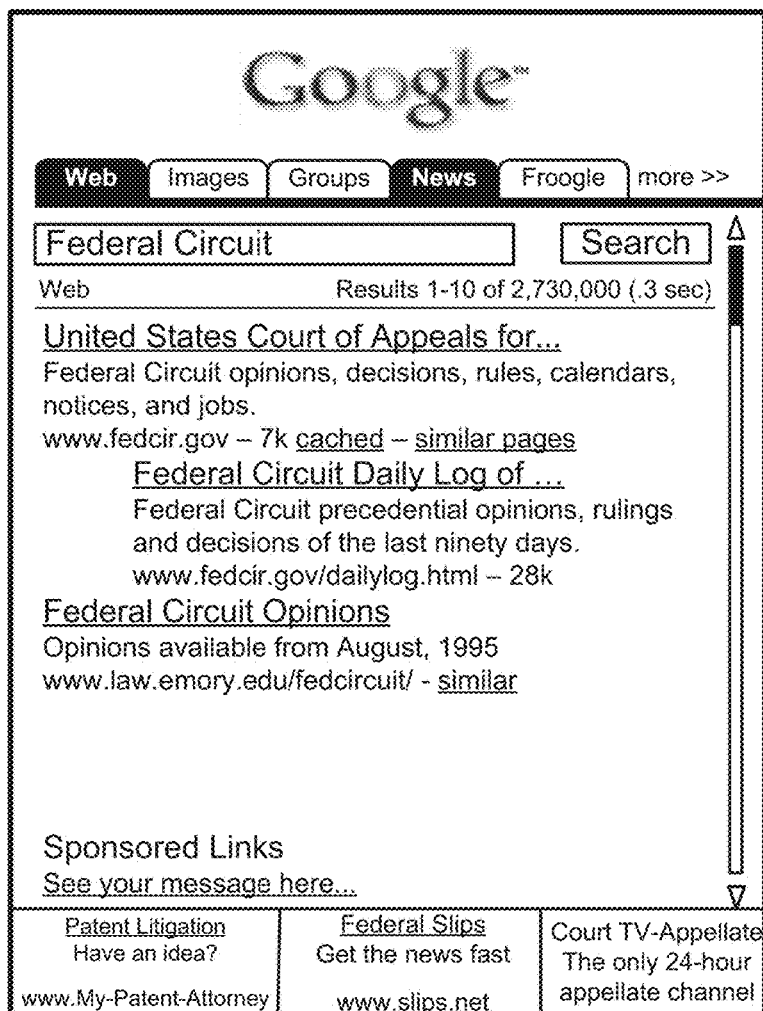 Google™
Web Images Groups News Froogle more >>
Federal Circuit Search
Web Results 1-10 of 2,730,000 (.3 sec)
United States Court of Appeals for...
Federal Circuit opinions, decisions, rules, calendars,
notices, and jobs.
www.fedcir.gov – 7k cached – similar pages
Federal Circuit Daily Log of ...
Federal Circuit precedential opinions, rulings
and decisions of the last ninety days.
www.fedcir.gov/dailylog.html – 28k
Federal Circuit Opinions
Opinions available from August, 1995
www.law.emory.edu/fedcircuit/ - similar
Sponsored Links
See your message here...
Patent Litigation
Have an idea?
www.My-Patent-Attorney
Federal Slips
Get the news fast
www.slips.net
Court TV-Appellate
The only 24-hour
appellate channel